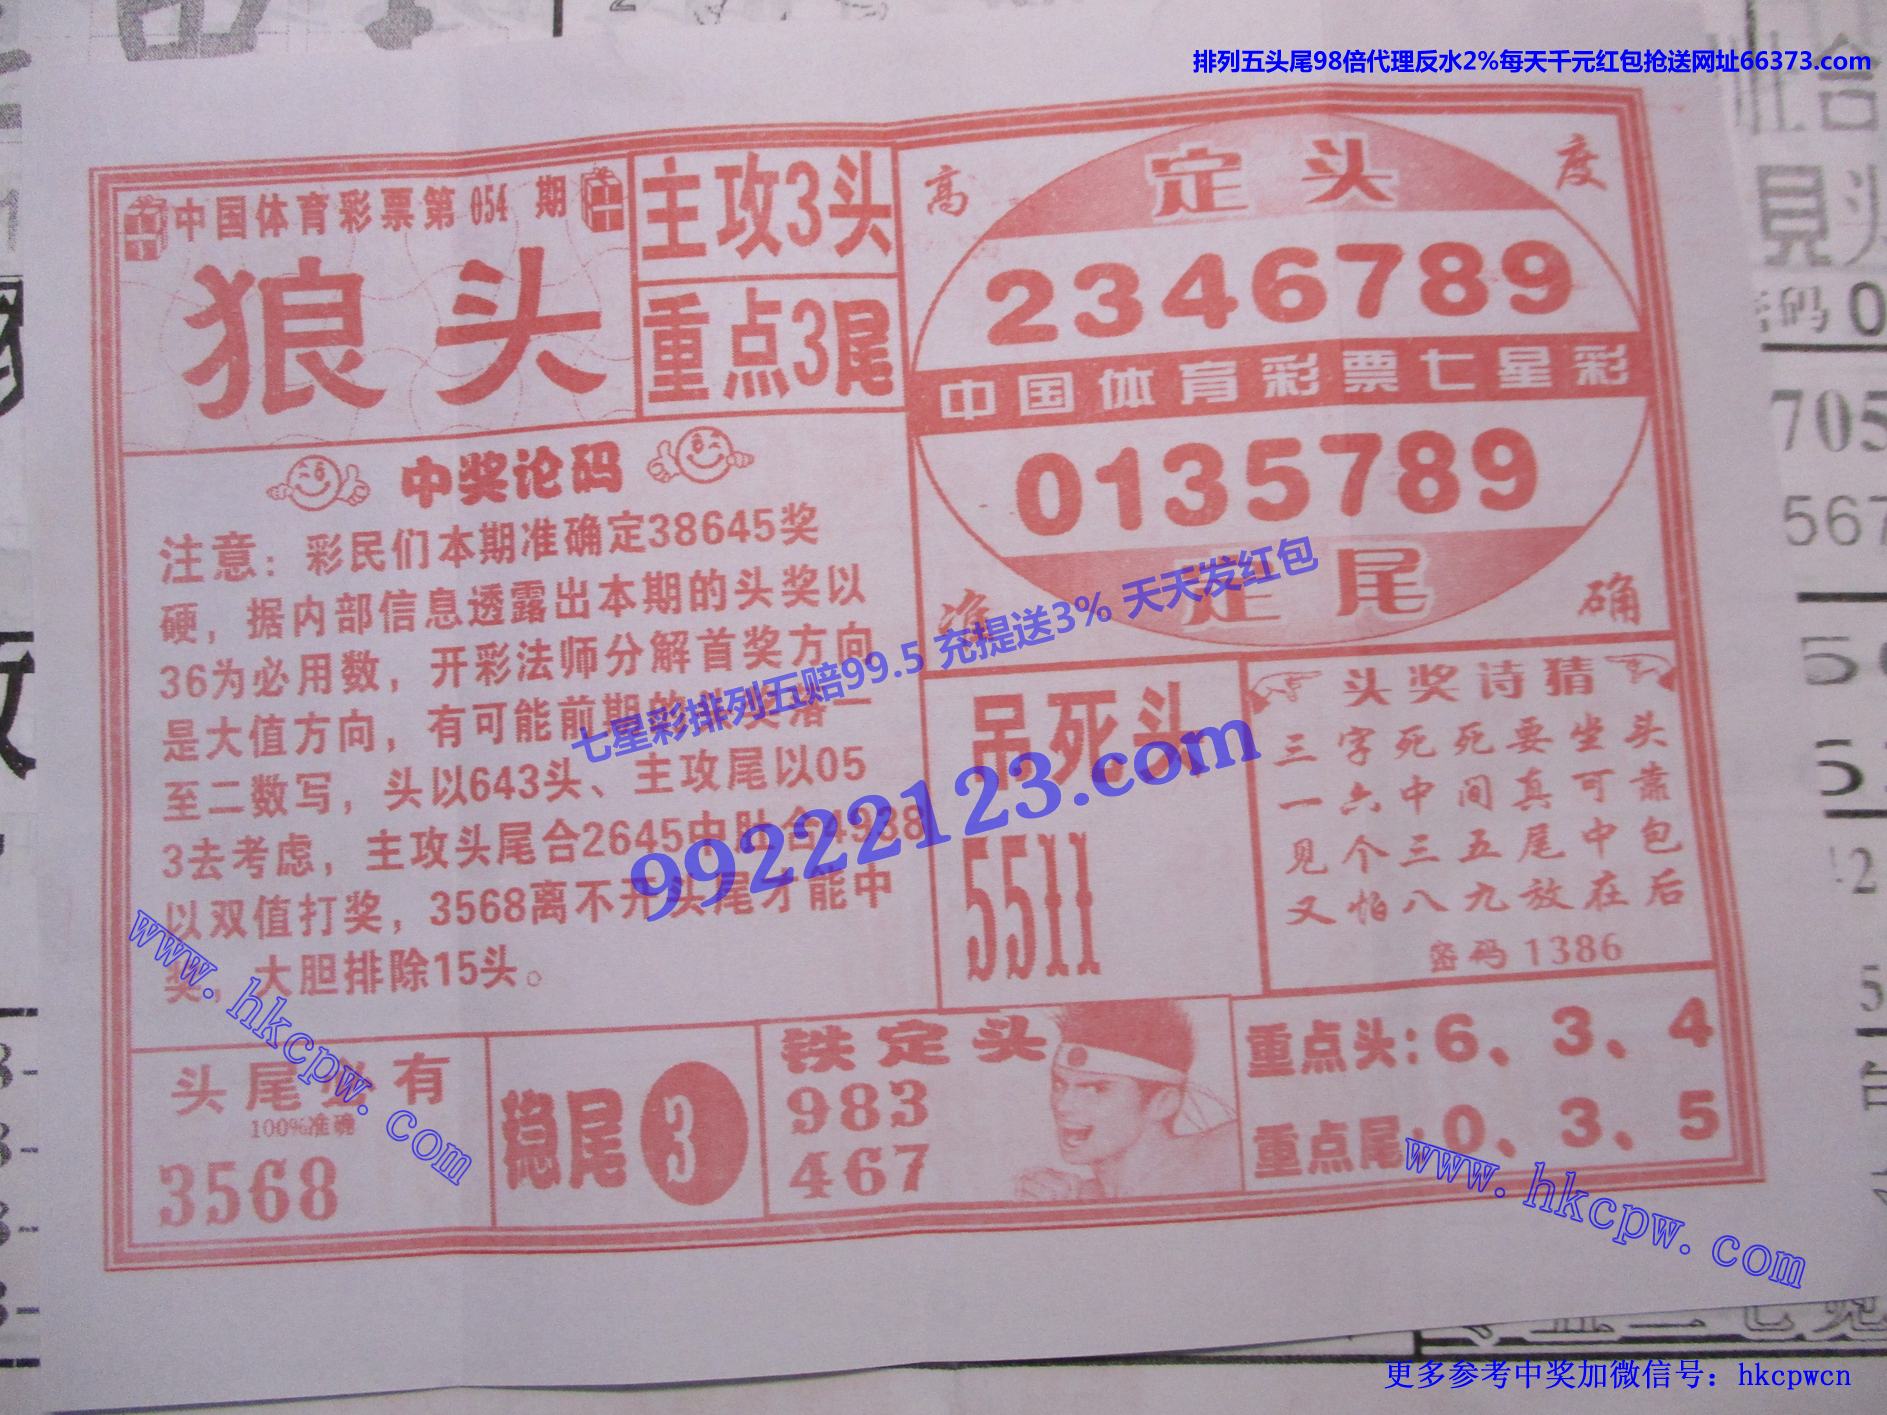 排列五头尾98倍代理反水2%每天千元红包抢送网址66373.com
中国体育彩票第054期
狼头
主攻3头
重点3尾
高度
定头
2346789
中国体育彩票七星彩
0135789
定尾
准确
中奖论码
注意：彩民们本期准确定38645奖
硬，据内部信息透露出本期的头奖以
36为必用数，开彩法师分解首奖方向
是大值方向，有可能前期的
至二数写，头以643头、主攻尾以05
3去考虑，主攻头尾合2645中肚合4938
以双值打奖，3568离不开头尾才能中
奖，大胆排除15头。
七星彩排列五赔99.5 充提送3% 天天发红包
99222123.com
吊死头
5511
头奖诗猜
三字死死要坐头
一六中间真可靠
见个三五尾中包
又怕八九放在后
密码1386
头尾必有
100%准确
3568
稳尾3
铁定头
983
467
重点头:6、3、4
重点尾:0、3、5
www.hkcpw.com
www.hkcpw.com
更多参考中奖加微信号：hkcpwcn